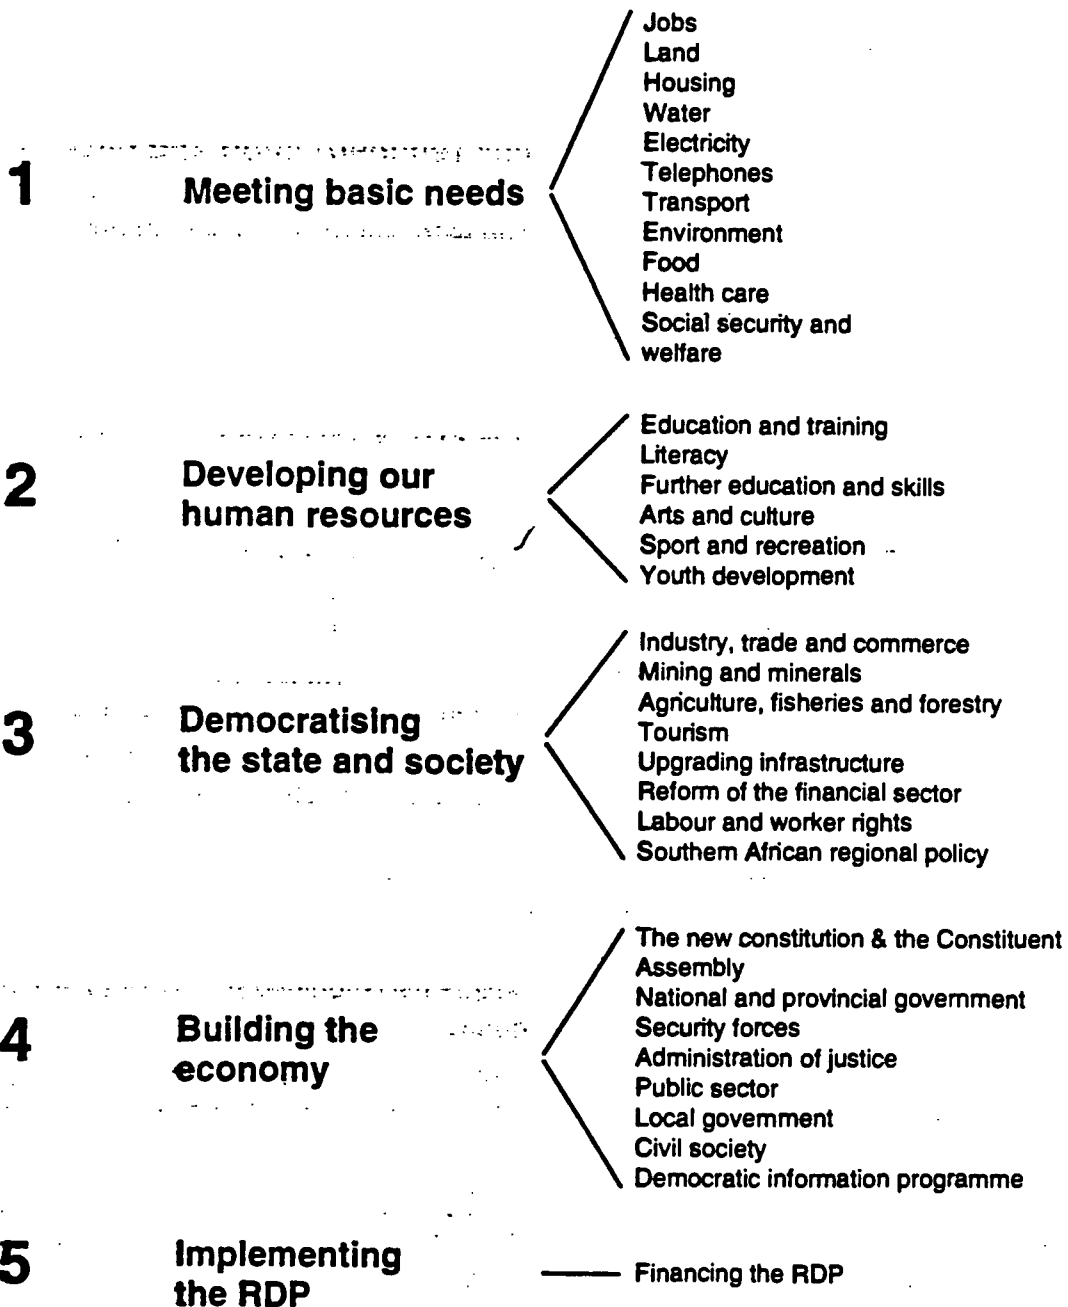 1
Meeting basic needs
Jobs
Land
Housing
Water
Electricity
Telephones
Transport
Environment
Food
Health care
Social security and
welfare
2
Developing our
human resources
Education and training
Literacy
Further education and skills
Arts and culture
Sport and recreation
Youth development
3
Democratising
the state and society
Industry, trade and commerce
Mining and minerals
Agriculture, fisheries and forestry
Tourism
Upgrading infrastructure
Reform of the financial sector
Labour and worker rights
Southern African regional policy
4
Building the
economy
The new constitution & the Constituent
Assembly
National and provincial government
Security forces
Administration of justice
Public sector
Local government
Civil society
Democratic information programme
5
Implementing
the RDP
Financing the RDP